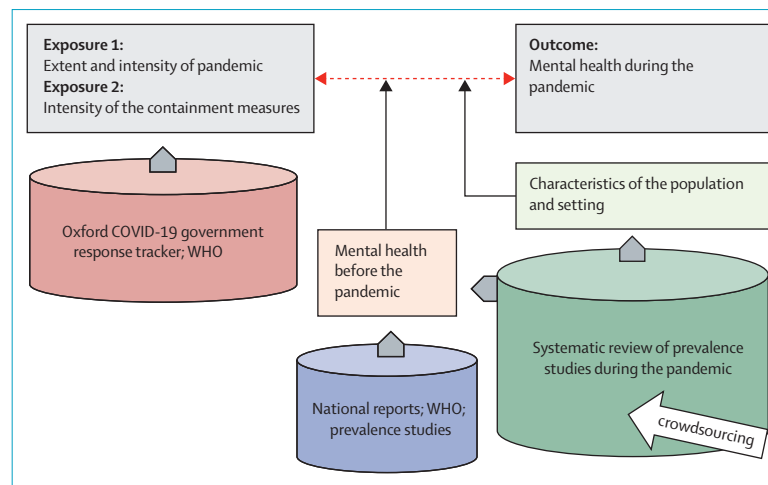 Exposure 1:
Extent and intensity of pandemic
Exposure 2:
Intensity of the containment measures
Outcome:
Mental health during the
pandemic
Characteristics of the population
and setting
Oxford COVID-19 government
response tracker; WHO
Mental health
before the
pandemic
Systematic review of prevalence
studies during the pandemic
National reports; WHO;
prevalence studies
crowdsourcing